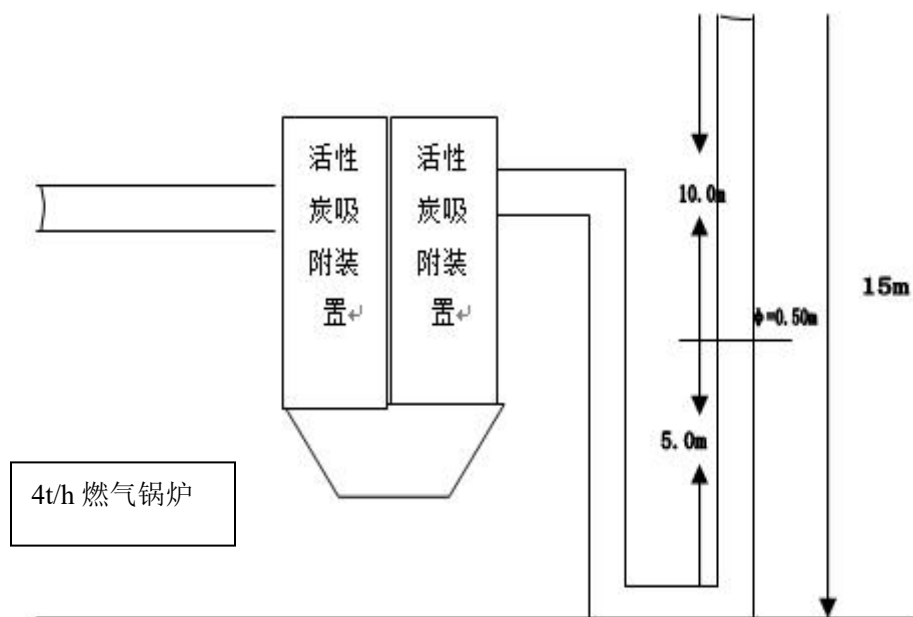 活性
炭吸
附装
置↵
活性
炭吸
附装
置↵
10.0m
15m
ϕ=0.50m
5.0m
4t/h 燃气锅炉